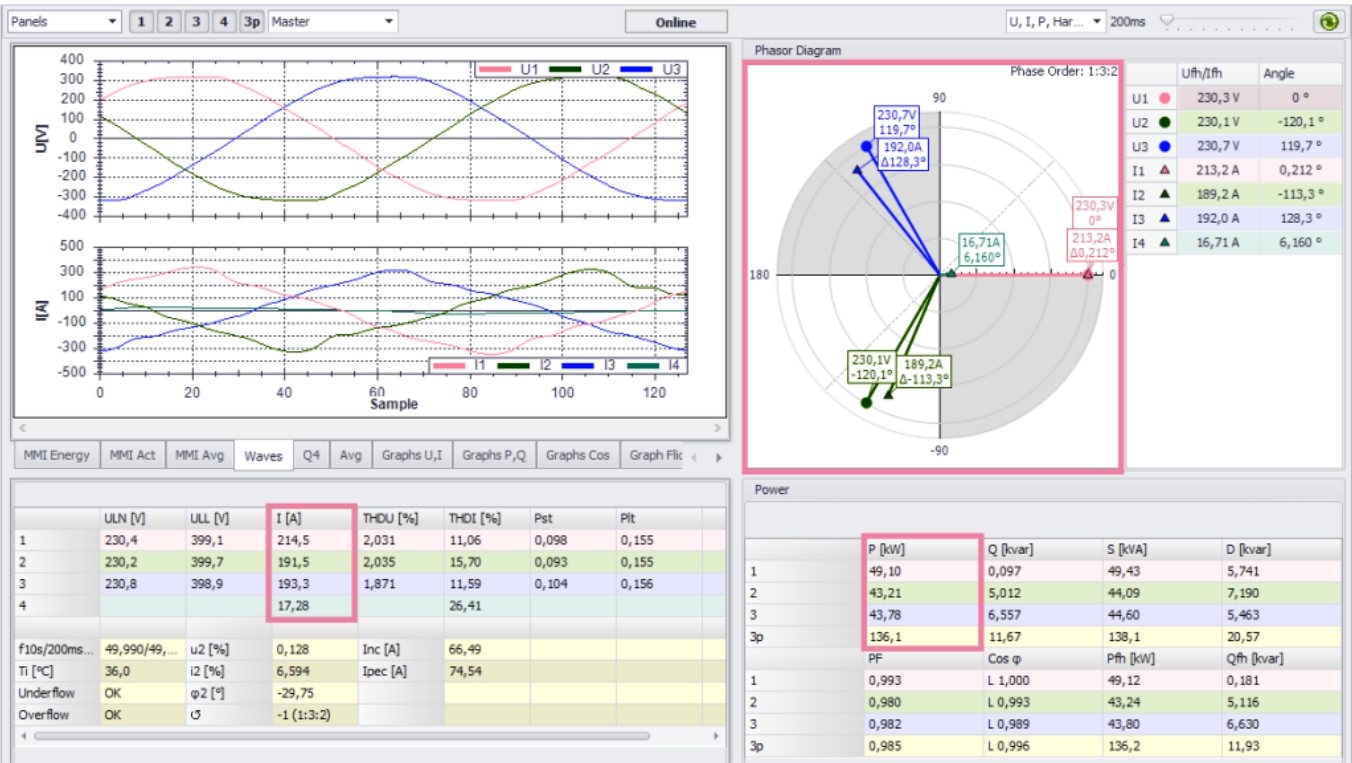 Panels 1 2 3 4 3p Master Online U, I, P, Har... 200ms
U[V]
400
300
200
100
0
-100
-200
-300
-400
U1 U2 U3
I[A]
500
300
100
-100
-300
-500
I1 I2 I3 I4
0 20 40 60 80 100 120
Sample
MMI Energy MMI Act MMI Avg Waves Q4 Avg Graphs U,I Graphs P,Q Graphs Cos Graph Flic
Phasor Diagram
Phase Order: 1:3:2
90
230,7V
119,7°
192,0A
Δ128,3°
230,3V
0°
213,2A
Δ0,212°
16,71A
6,160°
180 0
230,1V
-120,1°
189,2A
Δ-113,3°
-90
Ufh/Ifh Angle
U1 230,3 V 0 °
U2 230,1 V -120,1 °
U3 230,7 V 119,7 °
I1 213,2 A 0,212 °
I2 189,2 A -113,3 °
I3 192,0 A 128,3 °
I4 16,71 A 6,160 °
ULN [V] ULL [V] I [A] THDU [%] THDI [%] Pst Plt
1 230,4 399,1 214,5 2,031 11,06 0,098 0,155
2 230,2 399,7 191,5 2,035 15,70 0,093 0,155
3 230,8 398,9 193,3 1,871 11,59 0,104 0,156
4 17,28 26,41
f10s/200ms... 49,990/49,... u2 [%] 0,128 Inc [A] 66,49
Ti [°C] 36,0 i2 [%] 6,594 Ipec [A] 74,54
Underflow OK φ2 [°] -29,75
Overflow OK ↺ -1 (1:3:2)
Power
P [kW] Q [kvar] S [kVA] D [kvar]
1 49,10 0,097 49,43 5,741
2 43,21 5,012 44,09 7,190
3 43,78 6,557 44,60 5,463
3p 136,1 11,67 138,1 20,57
PF Cos φ Pfh [kW] Qfh [kvar]
1 0,993 L 1,000 49,12 0,181
2 0,980 L 0,993 43,24 5,116
3 0,982 L 0,989 43,80 6,630
3p 0,985 L 0,996 136,2 11,93